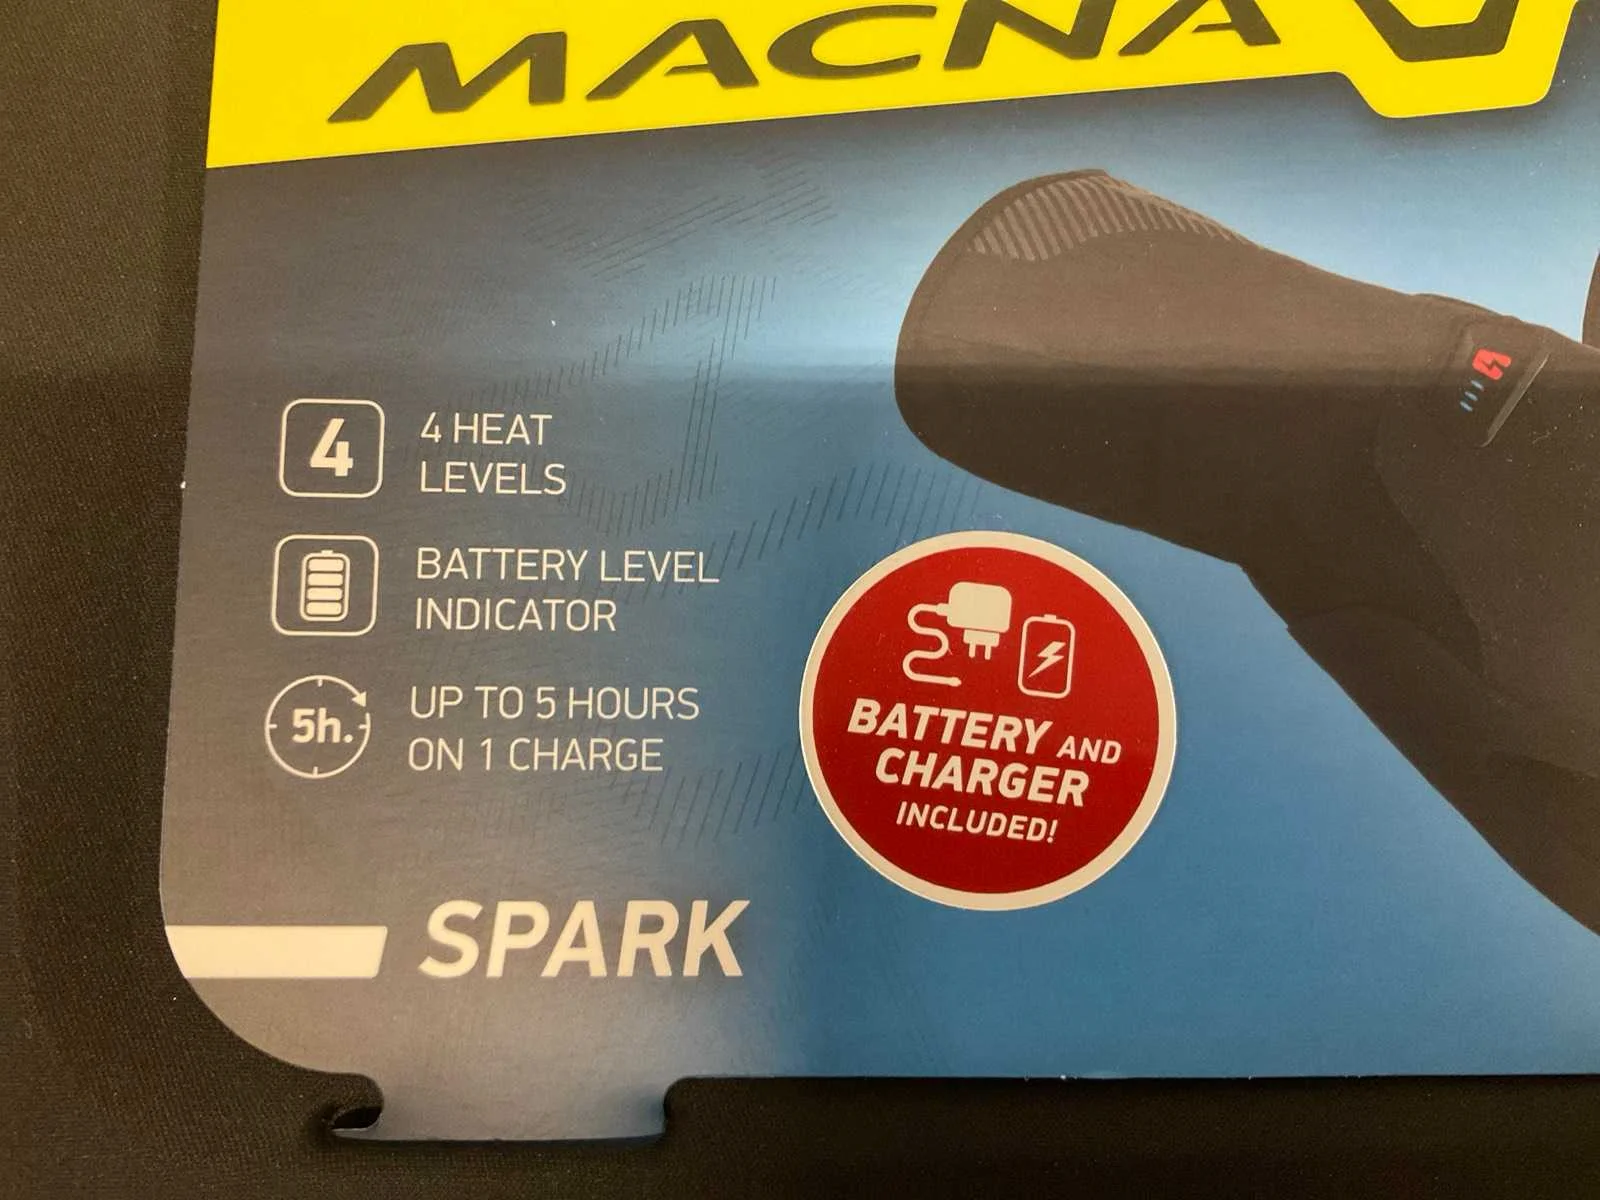 MACNA
4
4 HEAT
LEVELS
BATTERY LEVEL
INDICATOR
5h.
UP TO 5 HOURS
ON 1 CHARGE
BATTERY AND
CHARGER
INCLUDED!
SPARK